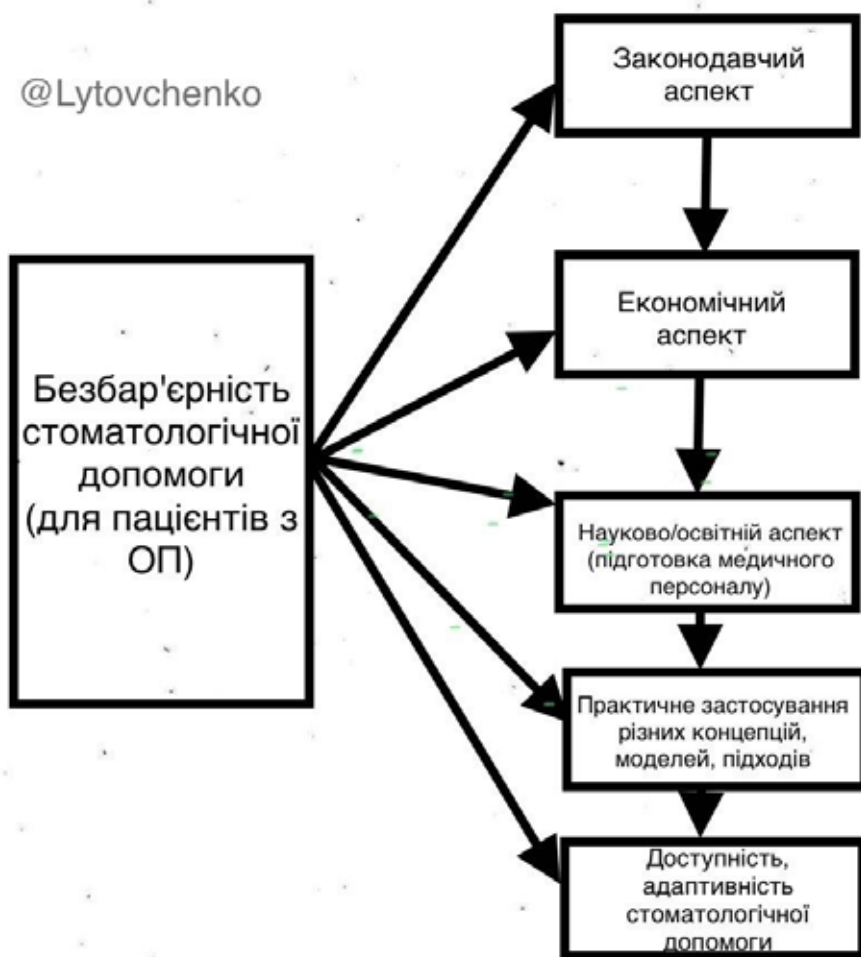 @Lytovchenko
Безбар'єрність
стоматологічної
допомоги
(для пацієнтів з
ОП)
Законодавчий
аспект
Економічний
аспект
Науково/освітній аспект
(підготовка медичного
персоналу)
Практичне застосування
різних концепцій,
моделей, підходів
Доступність,
адаптивність
стоматологічної
допомоги